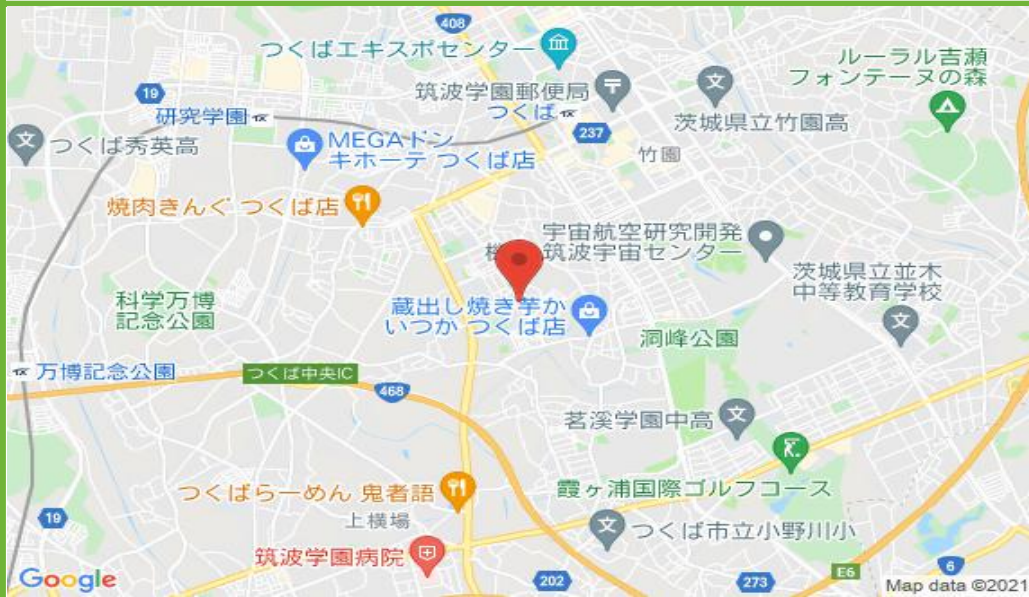 408
つくばエキスポセンター
ルーラル吉瀬
フォンテーヌの森
19
筑波学園郵便局
研究学園
つくば
茨城県立竹園高
237
つくば秀英高
MEGAドン
キホーテ つくば店
竹園
焼肉きんぐ つくば店
宇宙航空研究開発
筑波宇宙センター
茨城県立並木
中等教育学校
科学万博
記念公園
蔵出し焼き芋か
いつか つくば店
洞峰公園
万博記念公園
つくば中央IC
468
茗溪学園中高
つくばらーめん 鬼者語
霞ヶ浦国際ゴルフコース
19
上横場
つくば市立小野川小
筑波学園病院
Google
202
273
E6
6
Map data ©2021